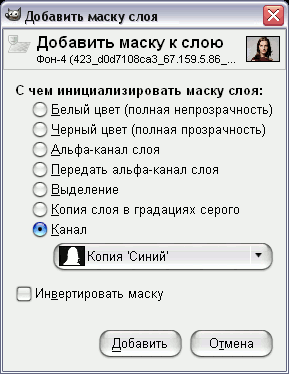 Добавить маску слоя
Добавить маску к слою
Фон-4 (423_d0d7108ca3_67.159.5.86_...
С чем инициализировать маску слоя:
Белый цвет (полная непрозрачность)
Черный цвет (полная прозрачность)
Альфа-канал слоя
Передать альфа-канал слоя
Выделение
Копия слоя в градациях серого
Канал
Копия 'Синий'
Инвертировать маску
Добавить
Отмена